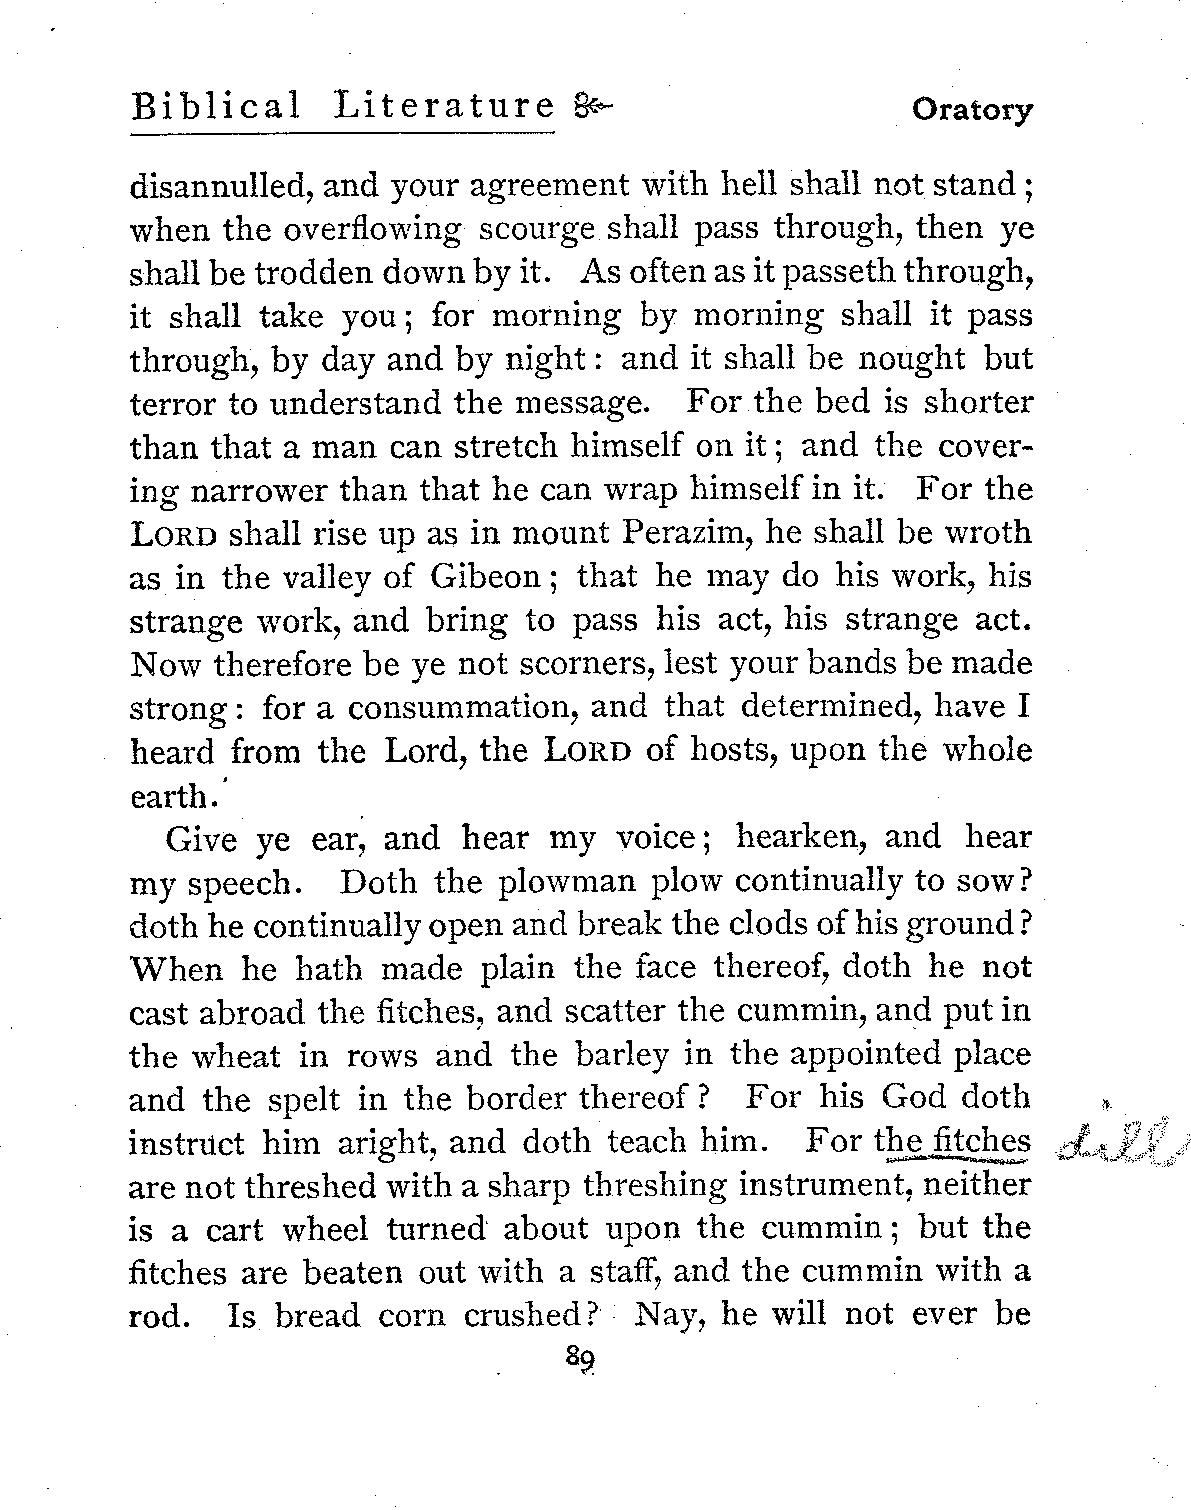 Biblical Literature Oratory
disannulled, and your agreement with hell shall not stand;
when the overflowing scourge shall pass through, then ye
shall be trodden down by it. As often as it passeth through,
it shall take you; for morning by morning shall it pass
through, by day and by night: and it shall be nought but
terror to understand the message. For the bed is shorter
than that a man can stretch himself on it; and the cover-
ing narrower than that he can wrap himself in it. For the
LORD shall rise up as in mount Perazim, he shall be wroth
as in the valley of Gibeon; that he may do his work, his
strange work, and bring to pass his act, his strange act.
Now therefore be ye not scorners, lest your bands be made
strong: for a consummation, and that determined, have I
heard from the Lord, the LORD of hosts, upon the whole
earth.
Give ye ear, and hear my voice; hearken, and hear
my speech. Doth the plowman plow continually to sow?
doth he continually open and break the clods of his ground?
When he hath made plain the face thereof, doth he not
cast abroad the fitches, and scatter the cummin, and put in
the wheat in rows and the barley in the appointed place
and the spelt in the border thereof? For his God doth
instruct him aright, and doth teach him. For the fitches dill
are not threshed with a sharp threshing instrument, neither
is a cart wheel turned about upon the cummin; but the
fitches are beaten out with a staff, and the cummin with a
rod. Is bread corn crushed? Nay, he will not ever be
89